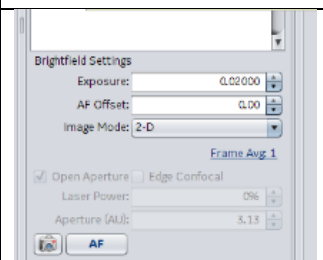 Brightfield Settings
Exposure: 0.02000
AF Offset: 0.00
Image Mode: 2-D
Frame Avg: 1
Open Aperture Edge Confocal
Laser Power: 0%
Aperture (AU): 3.13
AF